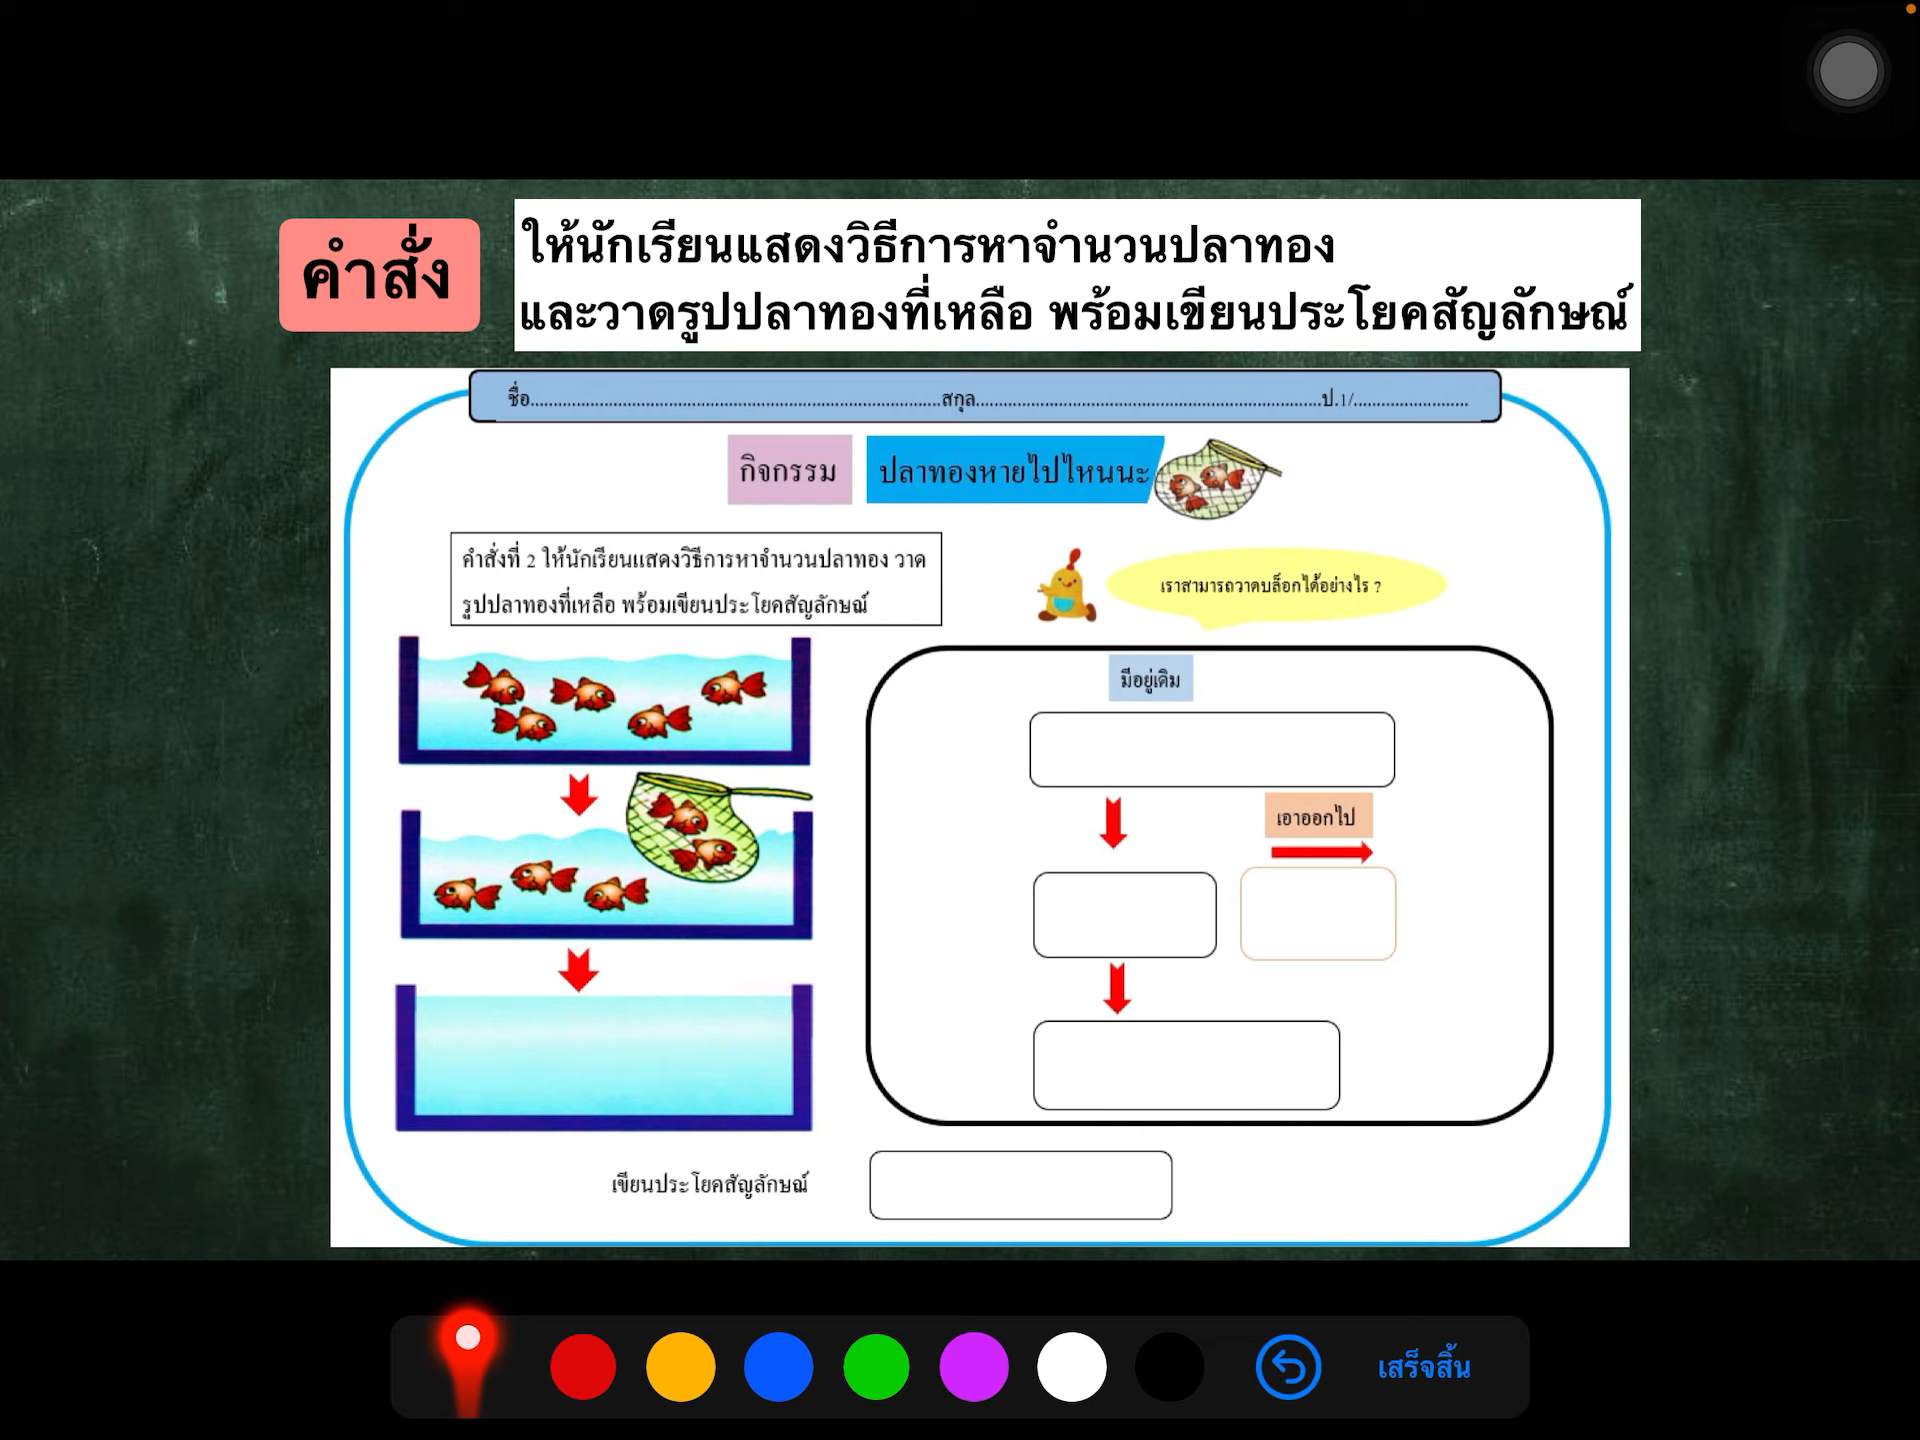 คำสั่ง
ให้นักเรียนแสดงวิธีการหาจำนวนปลาทอง
และวาดรูปปลาทองที่เหลือ พร้อมเขียนประโยคสัญลักษณ์
ชื่อ..........................................................................................สกุล............................................................................ป.1/.........................
กิจกรรม ปลาทองหายไปไหนนะ
คำสั่งที่ 2 ให้นักเรียนแสดงวิธีการหาจำนวนปลาทอง วาด
รูปปลาทองที่เหลือ พร้อมเขียนประโยคสัญลักษณ์
เราสามารถวาดบล็อกได้อย่างไร ?
มีอยู่เดิม
เอาออกไป
เขียนประโยคสัญลักษณ์
เสร็จสิ้น